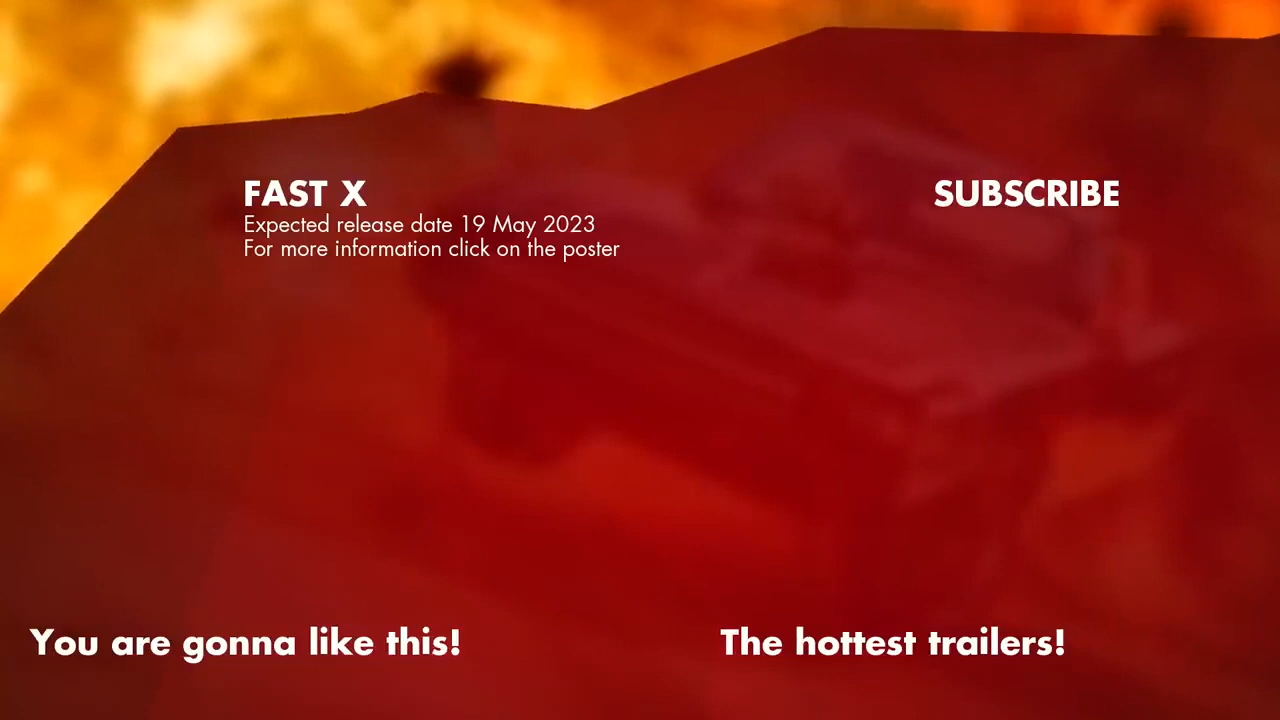 FAST X
Expected release date 19 May 2023
For more information click on the poster
SUBSCRIBE
You are gonna like this!
The hottest trailers!